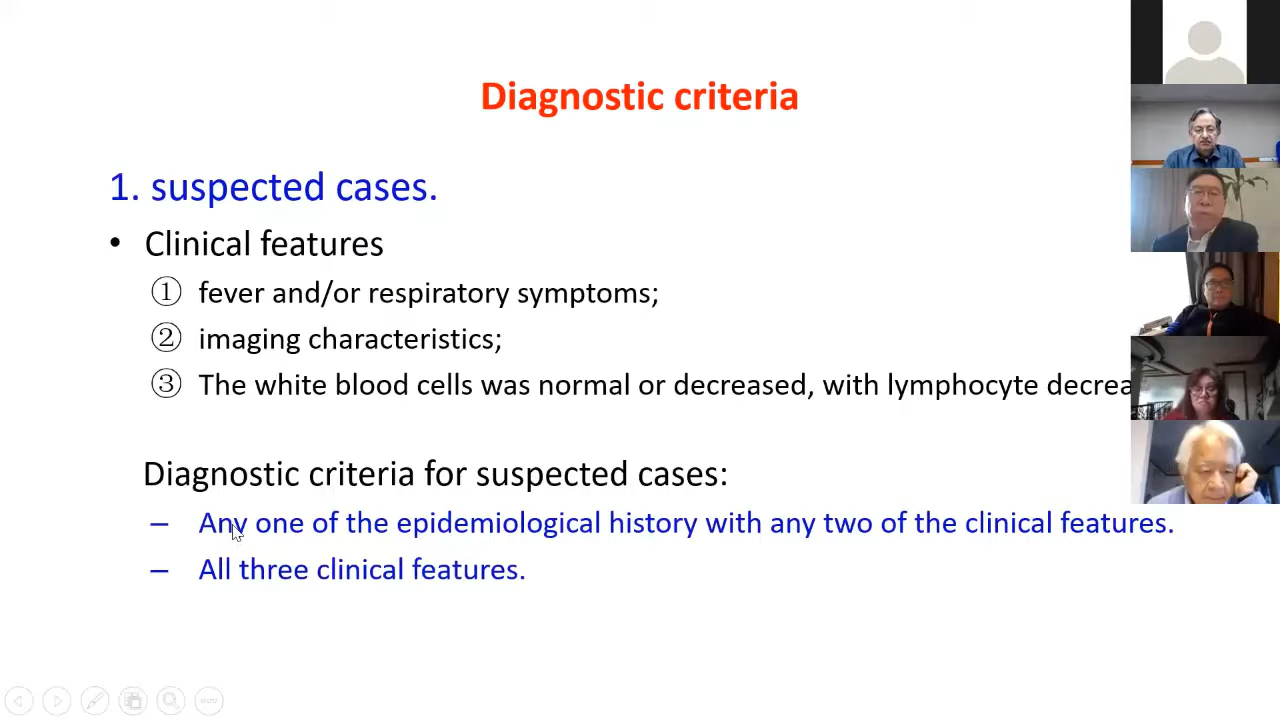 Diagnostic criteria
1. suspected cases.
• Clinical features
① fever and/or respiratory symptoms;
② imaging characteristics;
③ The white blood cells was normal or decreased, with lymphocyte decrea
Diagnostic criteria for suspected cases:
– Any one of the epidemiological history with any two of the clinical features.
– All three clinical features.